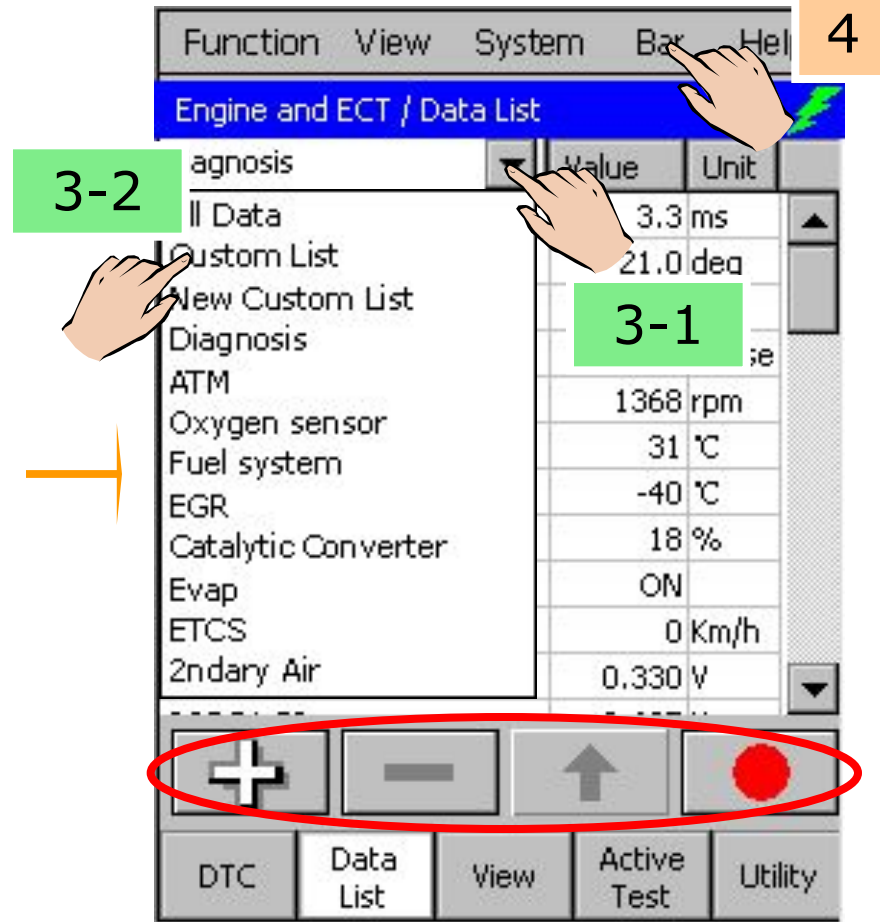 Function View System Bar Hel
4
Engine and ECT / Data List
3-2
agnosis Value Unit
ll Data 3.3 ms
Custom List 21.0 deg
New Custom List
3-1
Diagnosis se
ATM 1368 rpm
Oxygen sensor 31 ℃
Fuel system -40 ℃
EGR 18 %
Catalytic Converter ON
Evap 0 Km/h
ETCS 0.330 V
2ndary Air
DTC Data List View Active Test Utility